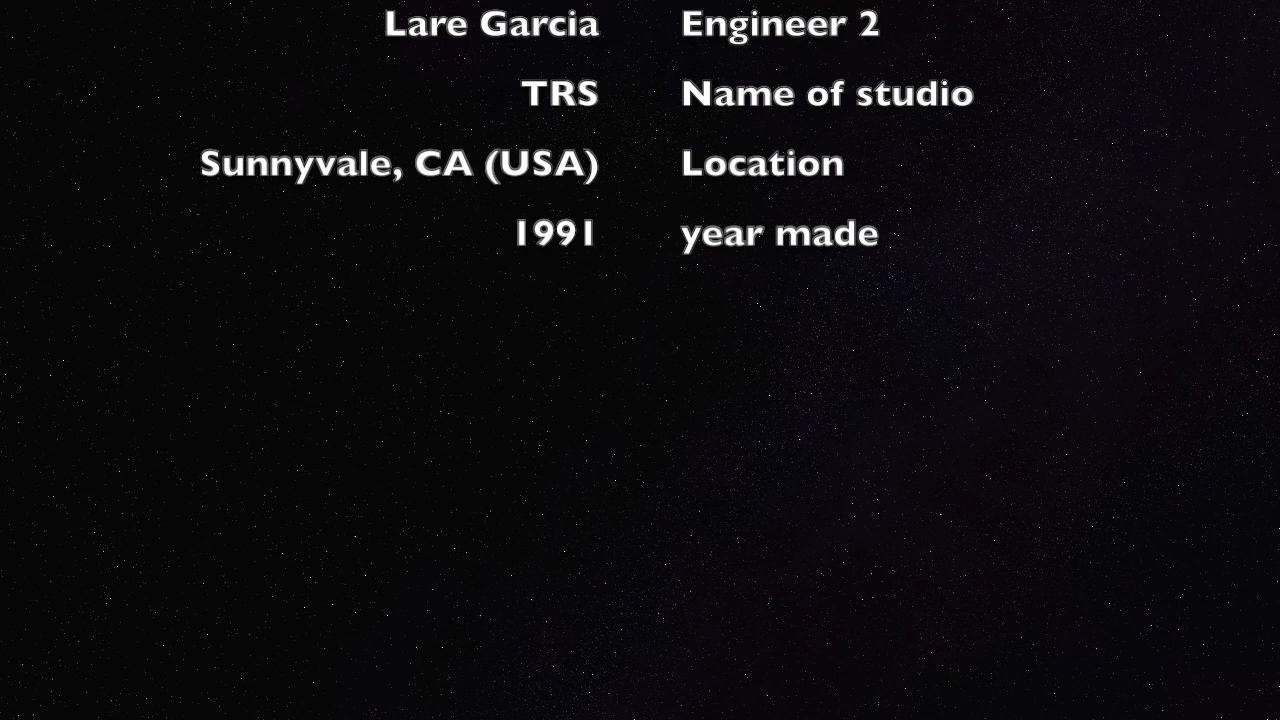 Lare Garcia Engineer 2
TRS Name of studio
Sunnyvale, CA (USA) Location
1991 year made